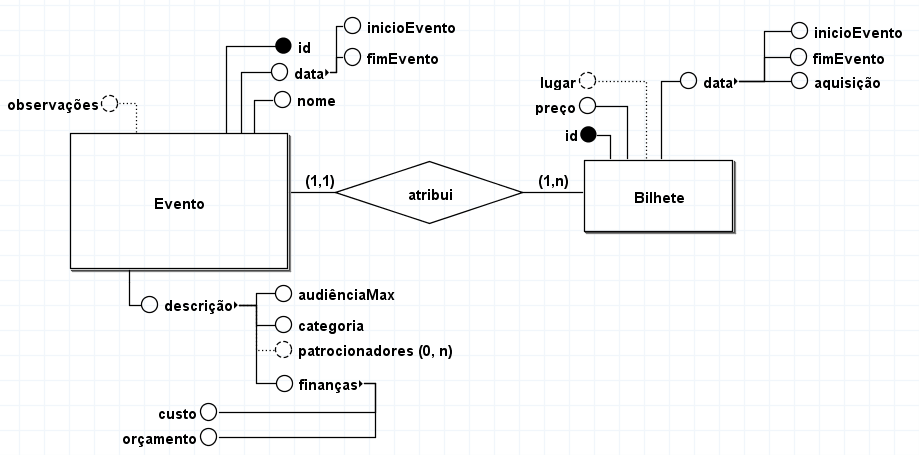 id
data
inicioEvento
fimEvento
nome
observações
Evento
(1,1)
atribui
(1,n)
Bilhete
lugar
preço
id
data
inicioEvento
fimEvento
aquisição
descrição
audiênciaMax
categoria
patrocionadores (0, n)
finanças
custo
orçamento